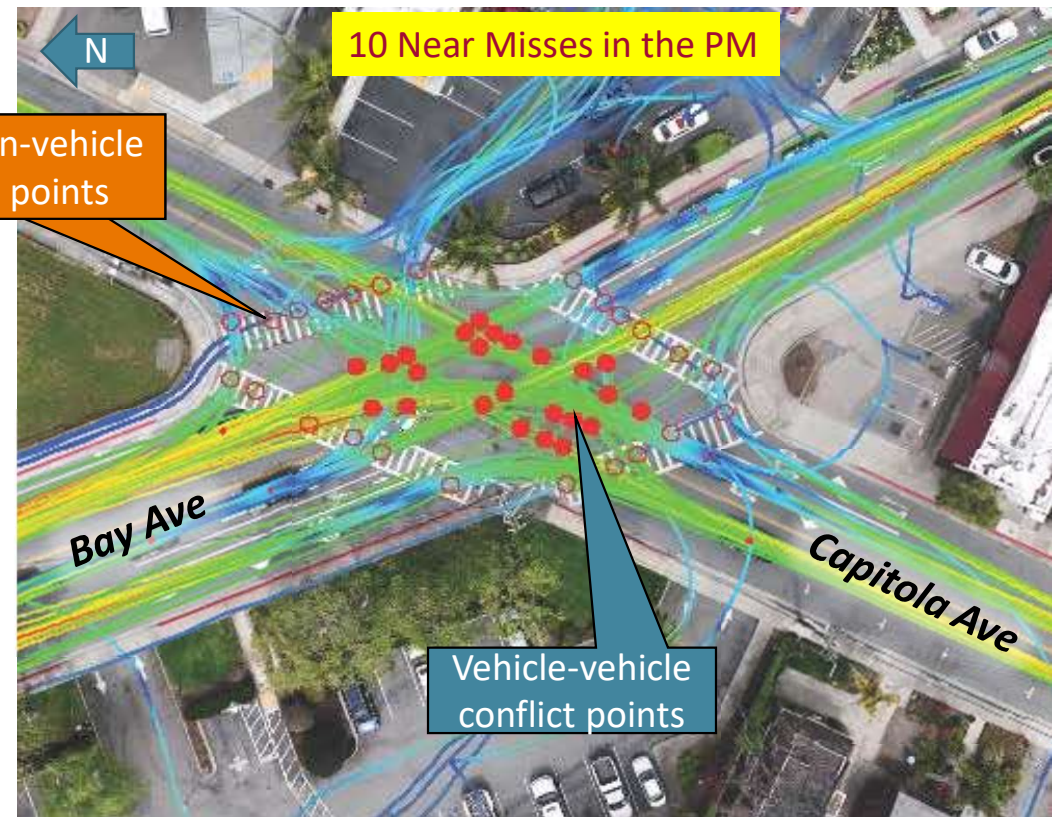 N
10 Near Misses in the PM
n-vehicle
points
Bay Ave
Capitola Ave
Vehicle-vehicle
conflict points